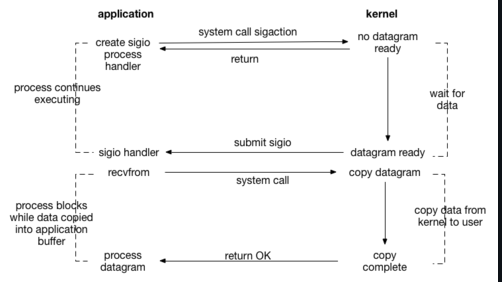 application
kernel
system call sigaction
create sigio
process
handler
no datagram
ready
return
process continues
executing
wait for
data
submit sigio
sigio handler
datagram ready
recvfrom
system call
copy datagram
process blocks
while data copied
into application
buffer
copy data from
kernel to user
process
datagram
return OK
copy
complete